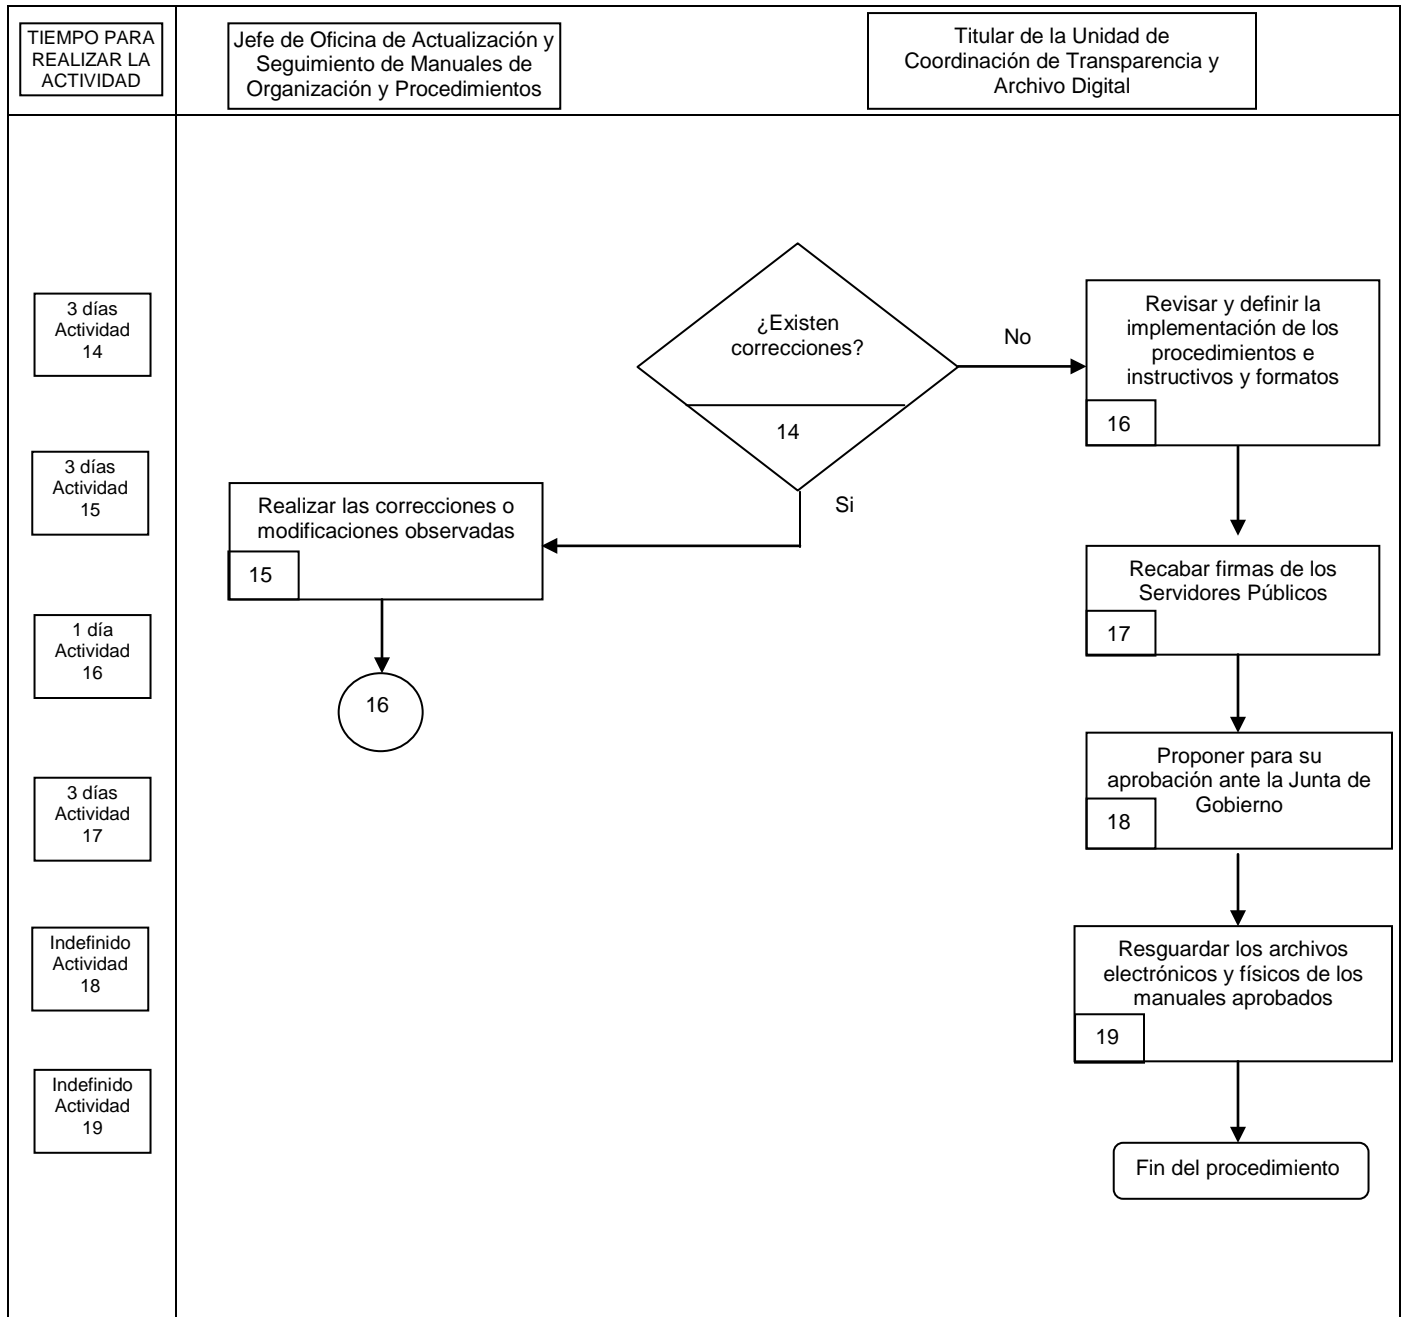 TIEMPO PARA
REALIZAR LA
ACTIVIDAD
Jefe de Oficina de Actualización y
Seguimiento de Manuales de
Organización y Procedimientos
Titular de la Unidad de
Coordinación de Transparencia y
Archivo Digital
3 días
Actividad
14
¿Existen
correcciones?
14
No
Revisar y definir la
implementación de los
procedimientos e
instructivos y formatos
16
3 días
Actividad
15
Si
Realizar las correcciones o
modificaciones observadas
15
Recabar firmas de los
Servidores Públicos
17
1 día
Actividad
16
16
3 días
Actividad
17
Proponer para su
aprobación ante la Junta de
Gobierno
18
Indefinido
Actividad
18
Resguardar los archivos
electrónicos y físicos de los
manuales aprobados
19
Indefinido
Actividad
19
Fin del procedimiento